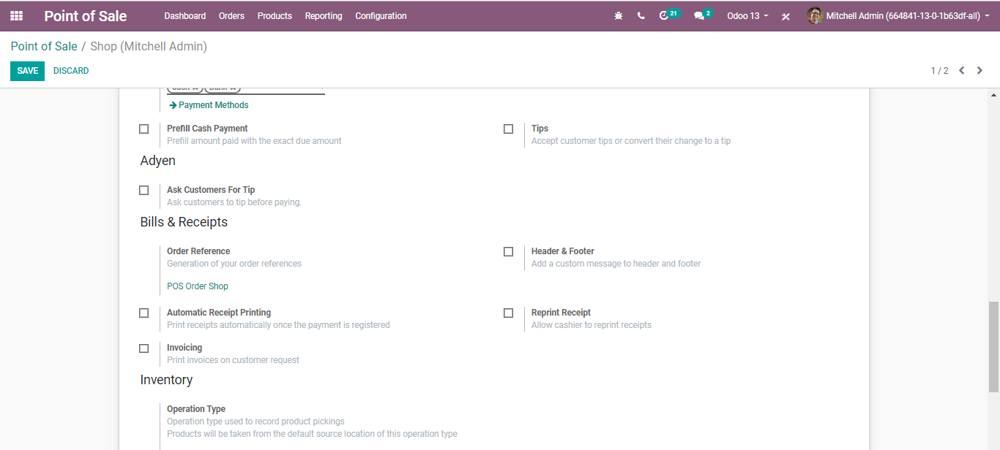 Point of Sale
Dashboard
Orders
Products
Reporting
Configuration
21
2
Odoo 13
Mitchell Admin (664841-13-0-1b63df-all)
Point of Sale / Shop (Mitchell Admin)
SAVE
DISCARD
1 / 2
Payment Methods
Prefill Cash Payment
Prefill amount paid with the exact due amount
Tips
Accept customer tips or convert their change to a tip
Adyen
Ask Customers For Tip
Ask customers to tip before paying.
Bills & Receipts
Order Reference
Generation of your order references
POS Order Shop
Header & Footer
Add a custom message to header and footer
Automatic Receipt Printing
Print receipts automatically once the payment is registered
Reprint Receipt
Allow cashier to reprint receipts
Invoicing
Print invoices on customer request
Inventory
Operation Type
Operation type used to record product pickings
Products will be taken from the default source location of this operation type